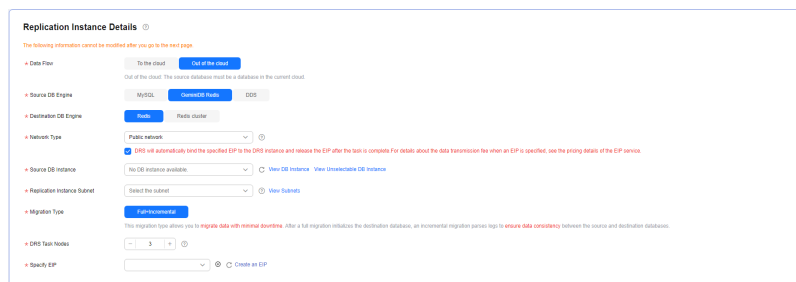 Replication Instance Details
The following information cannot be modified after you go to the next page.
* Data Flow
To the cloud
Out of the cloud
Out of the cloud: The source database must be a database in the current cloud.
* Source DB Engine
MySQL
GeminiDB Redis
DDS
* Destination DB Engine
Redis
Redis cluster
* Network Type
Public network
DRS will automatically bind the specified EIP to the DRS instance and release the EIP after the task is complete.For details about the data transmission fee when an EIP is specified, see the pricing details of the EIP service.
* Source DB Instance
No DB instance available.
View DB Instance
View Unselectable DB Instance
* Replication Instance Subnet
Select the subnet
View Subnets
* Migration Type
Full+Incremental
This migration type allows you to migrate data with minimal downtime. After a full migration initializes the destination database, an incremental migration parses logs to ensure data consistency between the source and destination databases.
* DRS Task Nodes
3
* Specify EIP
Create an EIP